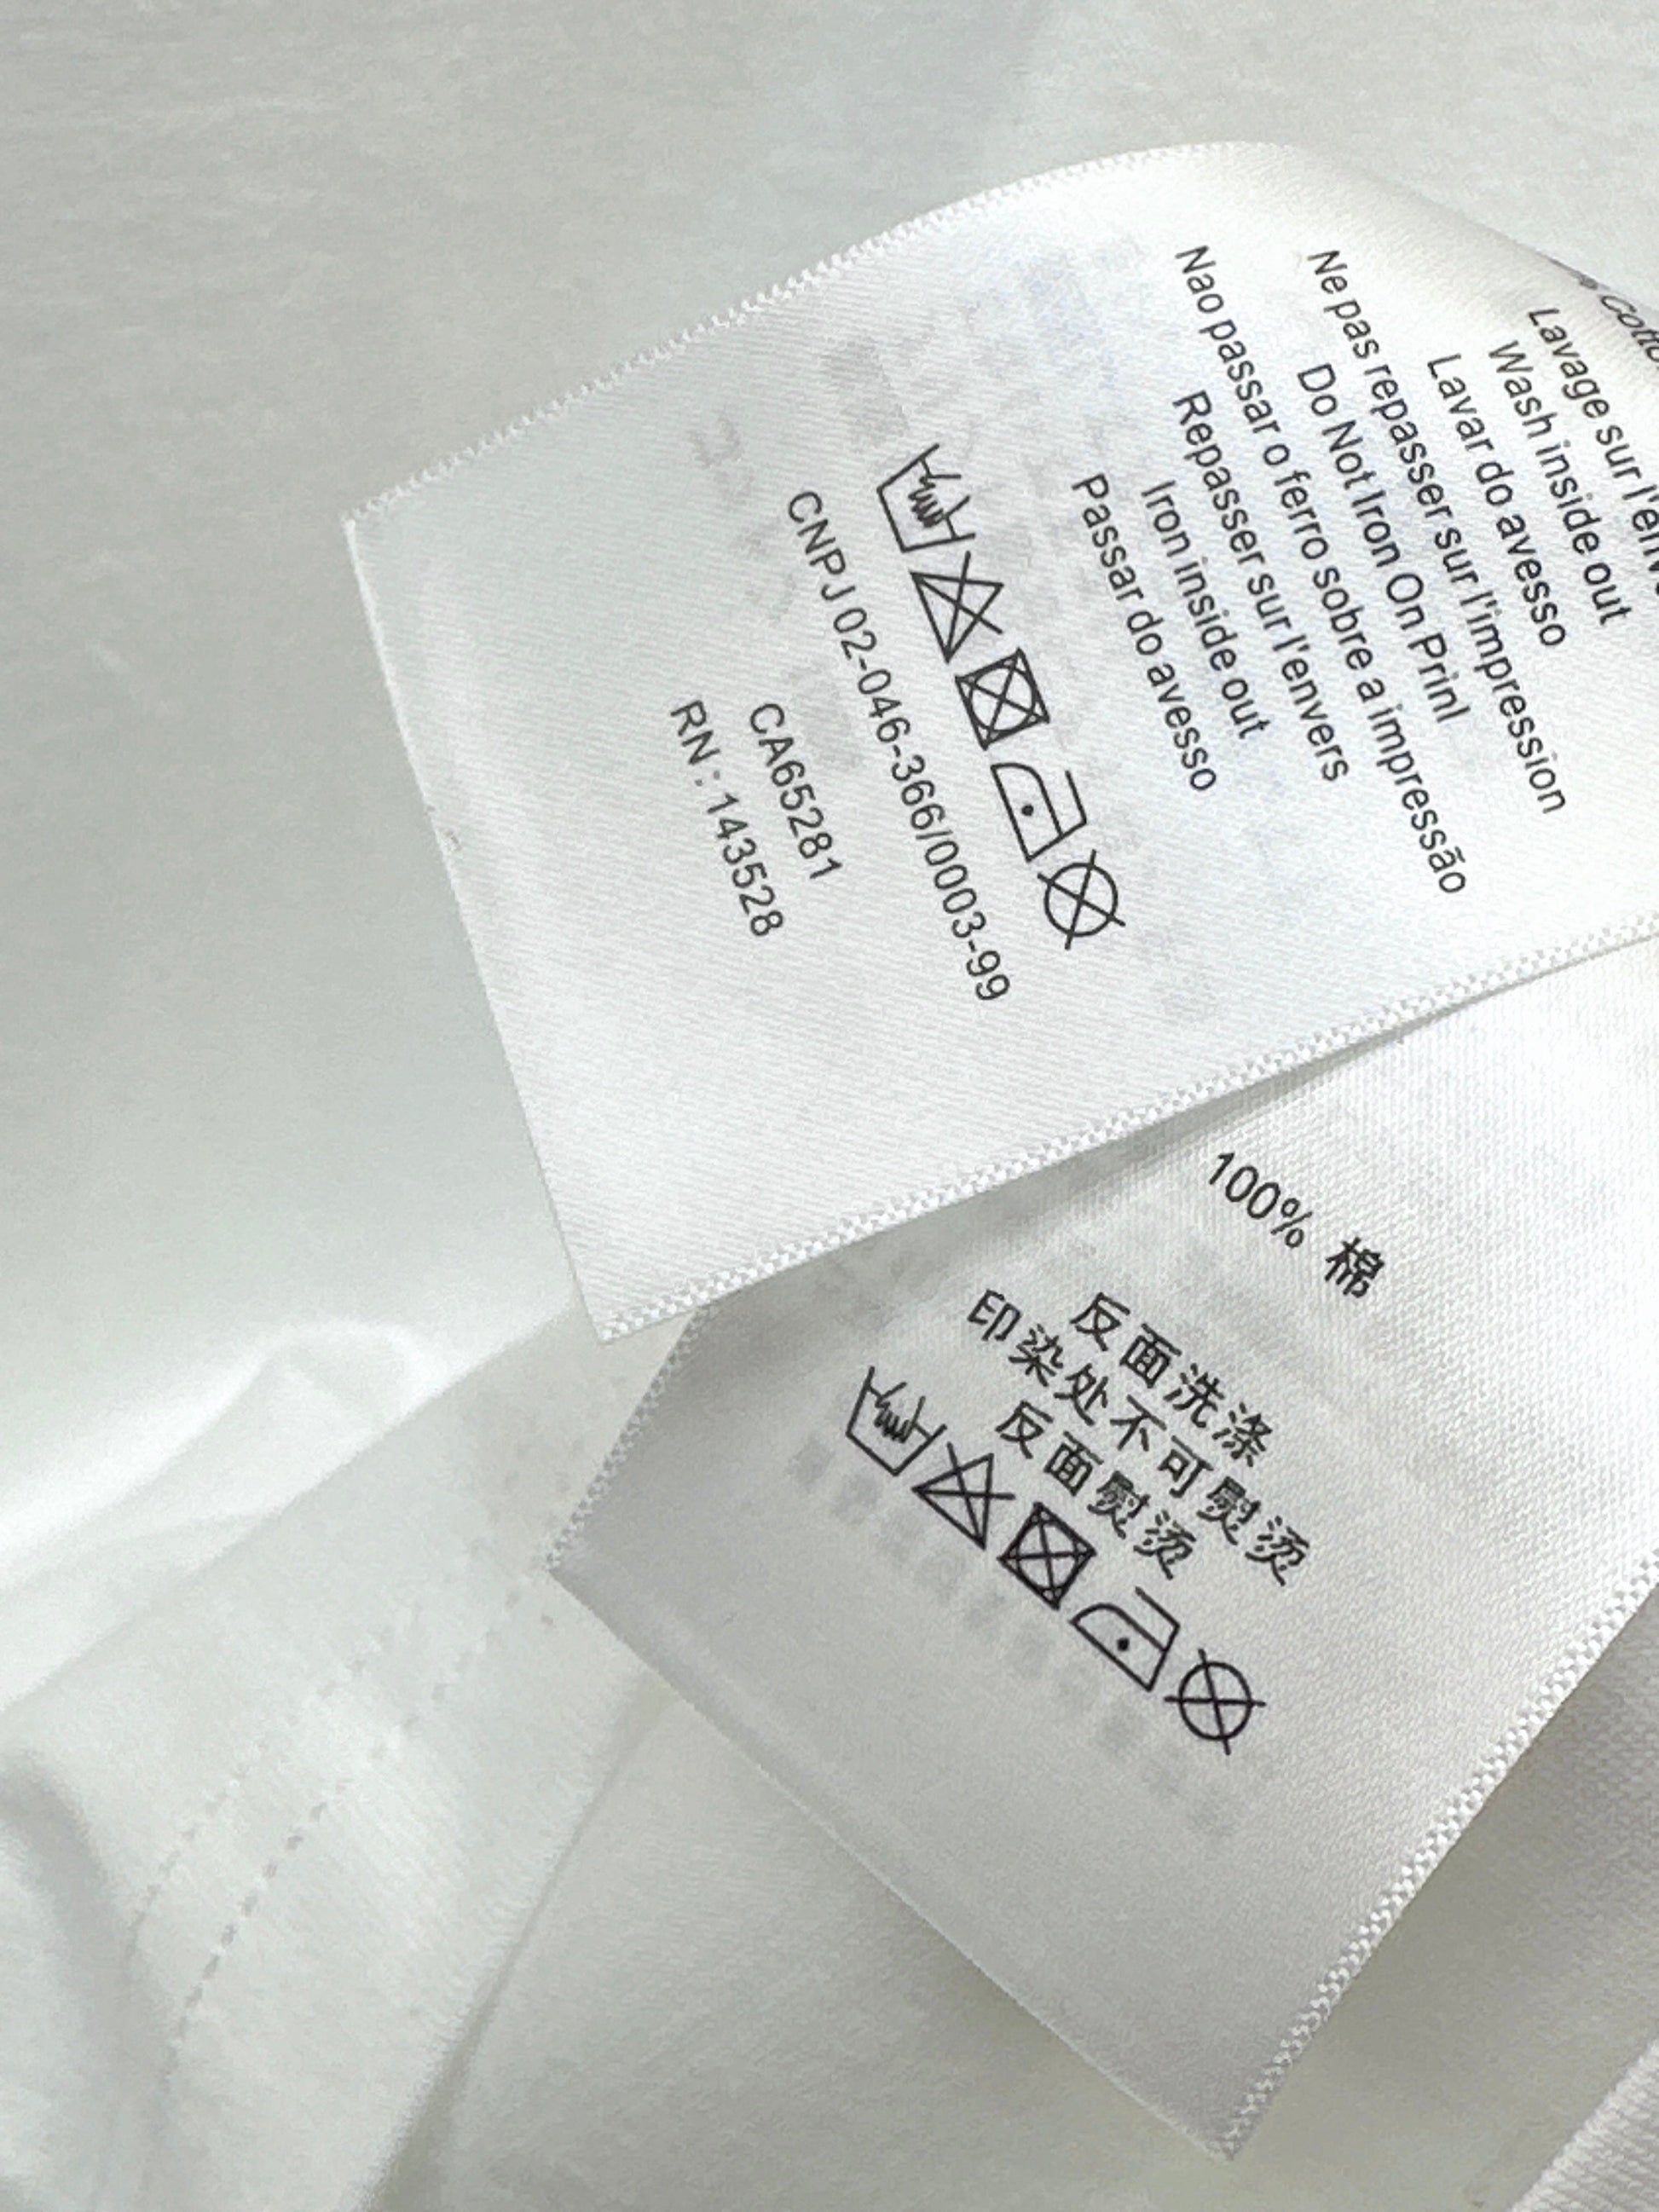 Lavage sur l'env
Wash inside out
Lavar do avesso
Ne pas repasser sur l'impression
Do Not Iron On Prinl
Nao passar o ferro sobre a impressão
Repasser sur l'envers
Iron inside out
Passar do avesso
CNPJ 02-046-366/0003-99
CA65281
RN : 143528
100% 棉
反面洗涤
印染处不可熨烫
反面熨烫